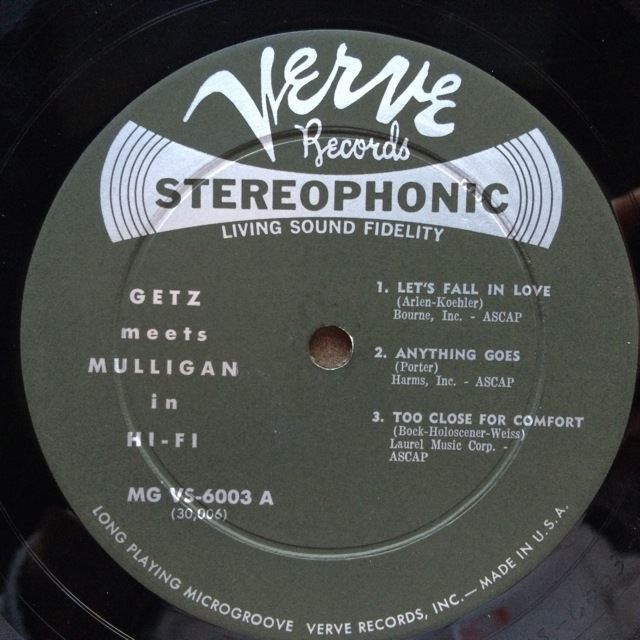 Verve
Records
STEREOPHONIC
LIVING SOUND FIDELITY
GETZ
meets
MULLIGAN
in
HI-FI
MG VS-6003 A
(30,006)
1. LET'S FALL IN LOVE
(Arlen-Koehler)
Bourne, Inc. - ASCAP
2. ANYTHING GOES
(Porter)
Harms, Inc. - ASCAP
3. TOO CLOSE FOR COMFORT
(Bock-Holoscener-Weiss)
Laurel Music Corp. -
ASCAP
LONG PLAYING MICROGROOVE VERVE RECORDS, INC.— MADE IN U.S.A.